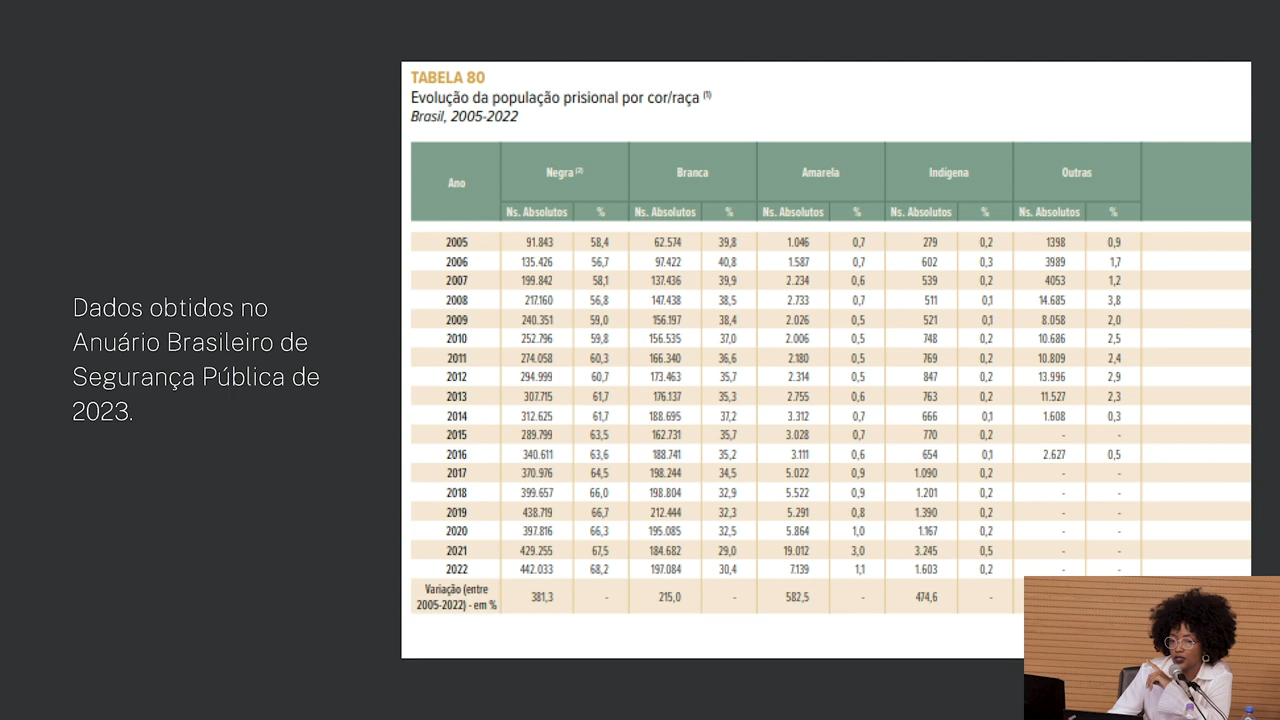 Dados obtidos no
Anuário Brasileiro de
Segurança Pública de
2023.
TABELA 80
Evolução da população prisional por cor/raça (1)
Brasil, 2005-2022
Ano Negra (2) Branca Amarela Indígena Outras
Ns. Absolutos % Ns. Absolutos % Ns. Absolutos % Ns. Absolutos % Ns. Absolutos %
2005 91.843 58,4 62.574 39,8 1.046 0,7 279 0,2 1398 0,9
2006 135.426 56,7 97.422 40,8 1.587 0,7 602 0,3 3989 1,7
2007 199.842 58,1 137.436 39,9 2.234 0,6 539 0,2 4053 1,2
2008 217.160 56,8 147.438 38,5 2.733 0,7 511 0,1 14.685 3,8
2009 240.351 59,0 156.197 38,4 2.026 0,5 521 0,1 8.058 2,0
2010 252.796 59,8 156.535 37,0 2.006 0,5 748 0,2 10.686 2,5
2011 274.058 60,3 166.340 36,6 2.180 0,5 769 0,2 10.809 2,4
2012 294.999 60,7 173.463 35,7 2.314 0,5 847 0,2 13.996 2,9
2013 307.715 61,7 176.137 35,3 2.755 0,6 763 0,2 11.527 2,3
2014 312.625 61,7 188.695 37,2 3.312 0,7 666 0,1 1.608 0,3
2015 289.799 63,5 162.731 35,7 3.028 0,7 770 0,2 - -
2016 340.611 63,6 188.741 35,2 3.111 0,6 654 0,1 2.627 0,5
2017 370.976 64,5 198.244 34,5 5.022 0,9 1.090 0,2 - -
2018 399.657 66,0 198.804 32,9 5.522 0,9 1.201 0,2 - -
2019 438.719 66,7 212.444 32,3 5.291 0,8 1.390 0,2 - -
2020 397.816 66,3 195.085 32,5 5.864 1,0 1.167 0,2 - -
2021 429.255 67,5 184.682 29,0 19.012 3,0 3.245 0,5 - -
2022 442.033 68,2 197.084 30,4 7.139 1,1 1.603 0,2 - -
Variação (entre
2005-2022) - em % 381,3 - 215,0 - 582,5 - 474,6 -